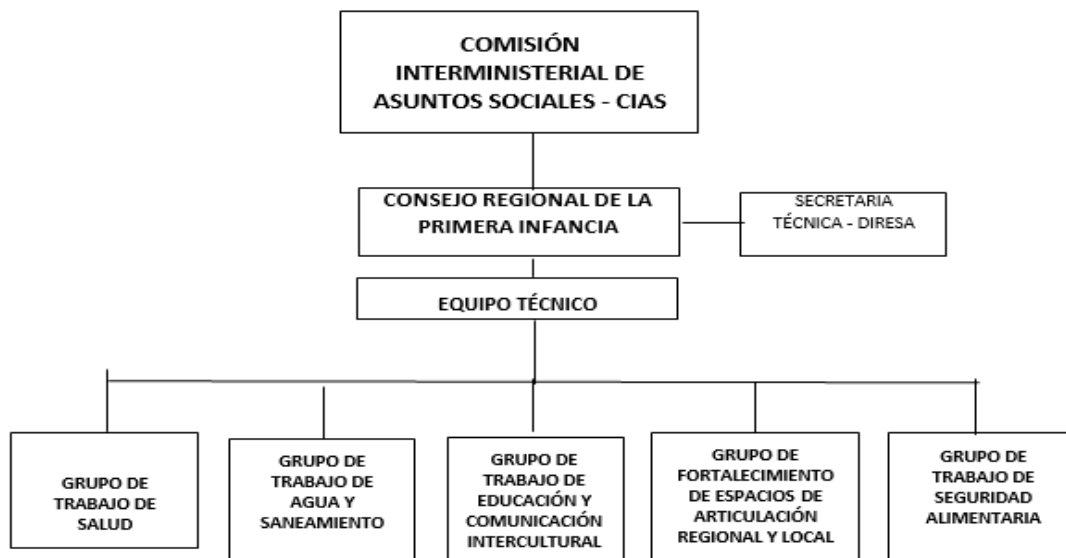 COMISIÓN
INTERMINISTERIAL DE
ASUNTOS SOCIALES - CIAS
CONSEJO REGIONAL DE LA
PRIMERA INFANCIA
SECRETARIA
TÉCNICA - DIRESA
EQUIPO TÉCNICO
GRUPO DE
TRABAJO DE
SALUD
GRUPO DE
TRABAJO DE
AGUA Y
SANEAMIENTO
GRUPO DE
TRABAJO DE
EDUCACIÓN Y
COMUNICACIÓN
INTERCULTURAL
GRUPO DE
FORTALECIMIENTO
DE ESPACIOS DE
ARTICULACIÓN
REGIONAL Y LOCAL
GRUPO DE
TRABAJO DE
SEGURIDAD
ALIMENTARIA